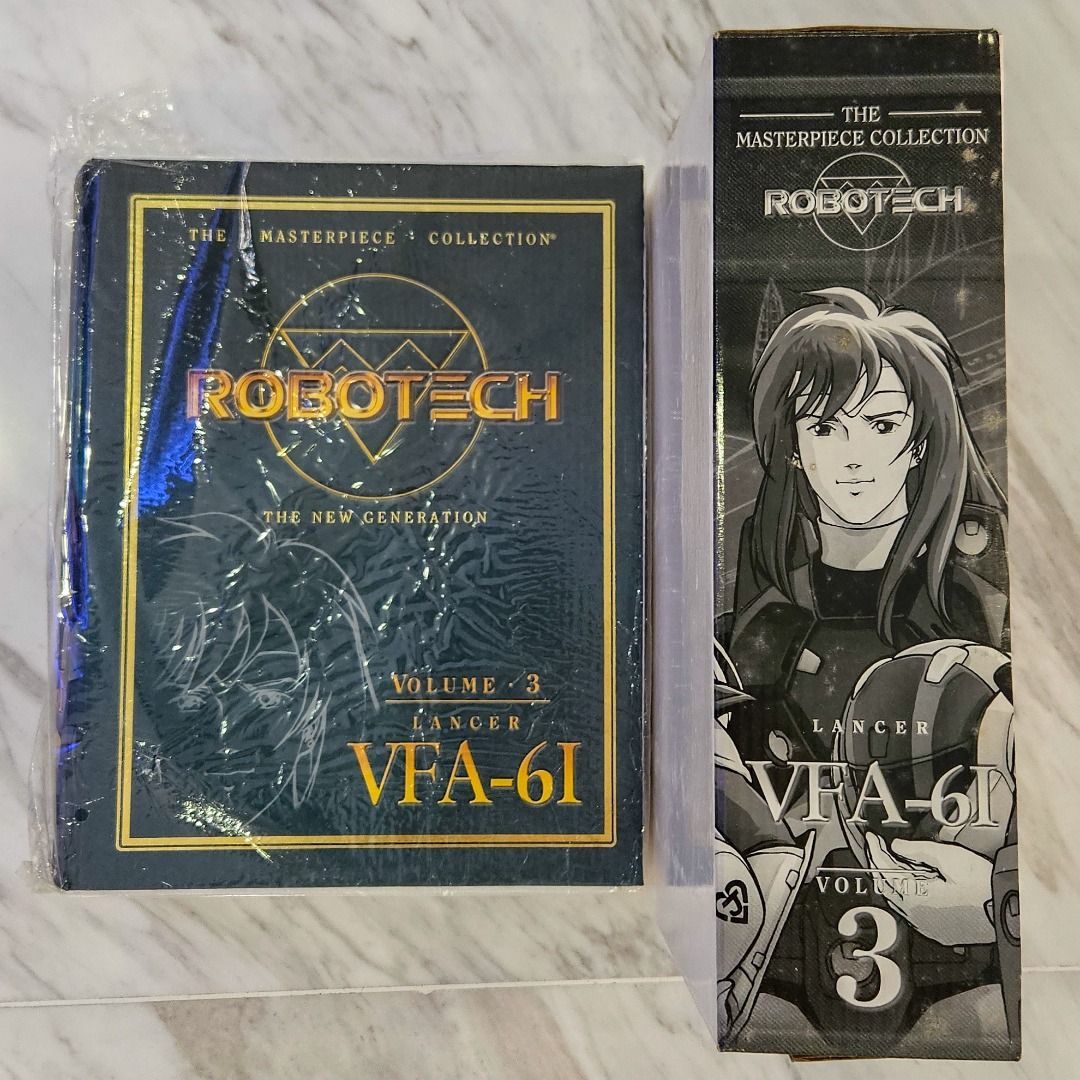 THE MASTERPIECE COLLECTION®
ROBOTECH
THE NEW GENERATION
VOLUME · 3
LANCER
VFA-6I
THE
MASTERPIECE COLLECTION
ROBOTECH
LANCER
VFA-6I
VOLUME
3